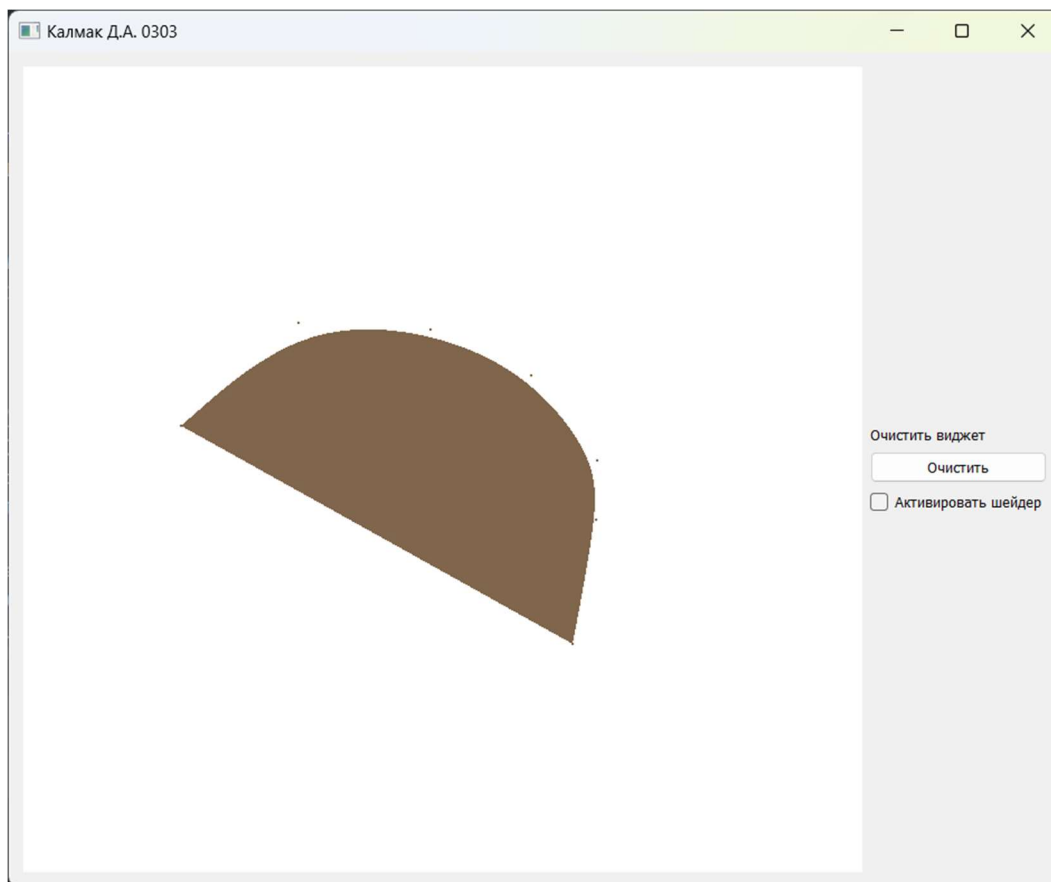 Калмак Д.А. 0303
Очистить виджет
Очистить
Активировать шейдер